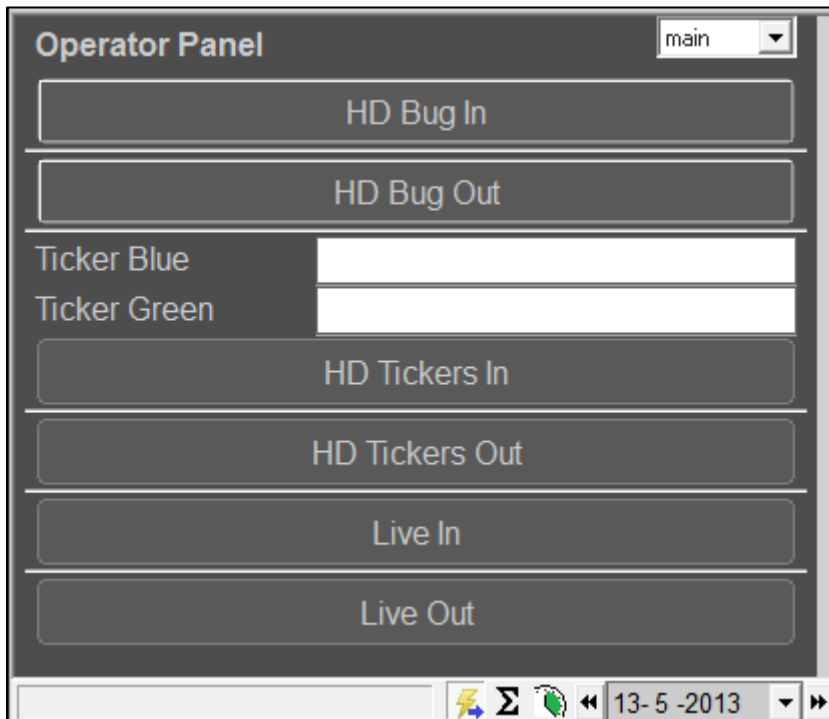 Operator Panel
main
HD Bug In
HD Bug Out
Ticker Blue
Ticker Green
HD Tickers In
HD Tickers Out
Live In
Live Out
Σ
13- 5 -2013